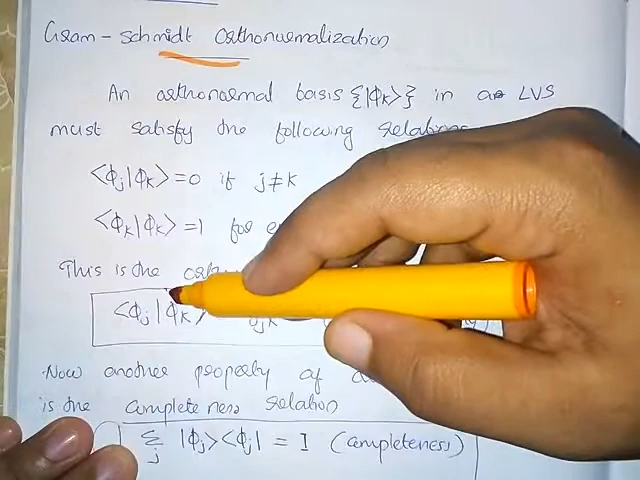 Gram-Schmidt Orthonormalization
An orthonormal basis {|ϕₖ>} in a LVS
must satisfy the following relations
<ϕⱼ|ϕₖ> = 0 if j≠k
<ϕₖ|ϕₖ> = 1 for
This is the
<ϕⱼ|ϕₖ> δⱼₖ
Now another property of
is the completeness relation
Σⱼ |ϕⱼ><ϕⱼ| = I (completeness)